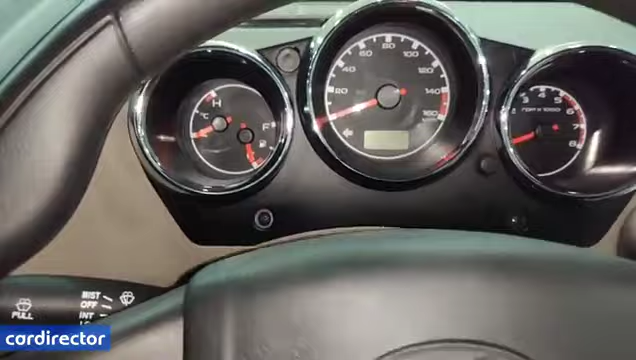 H
°C
F
20
40
60
80
100
120
140
160
3 4 5 6 7 8
rpm x 1000
PULL
MIST
OFF
INT
cardirector